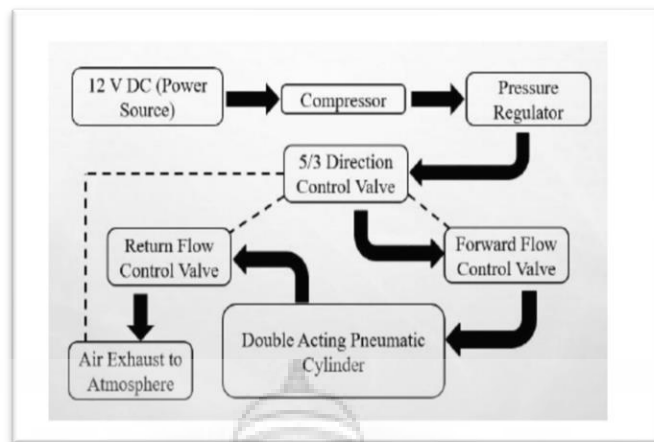 12 V DC (Power
Source)
Compressor
Pressure
Regulator
5/3 Direction
Control Valve
Return Flow
Control Valve
Forward Flow
Control Valve
Double Acting Pneumatic
Cylinder
Air Exhaust to
Atmosphere